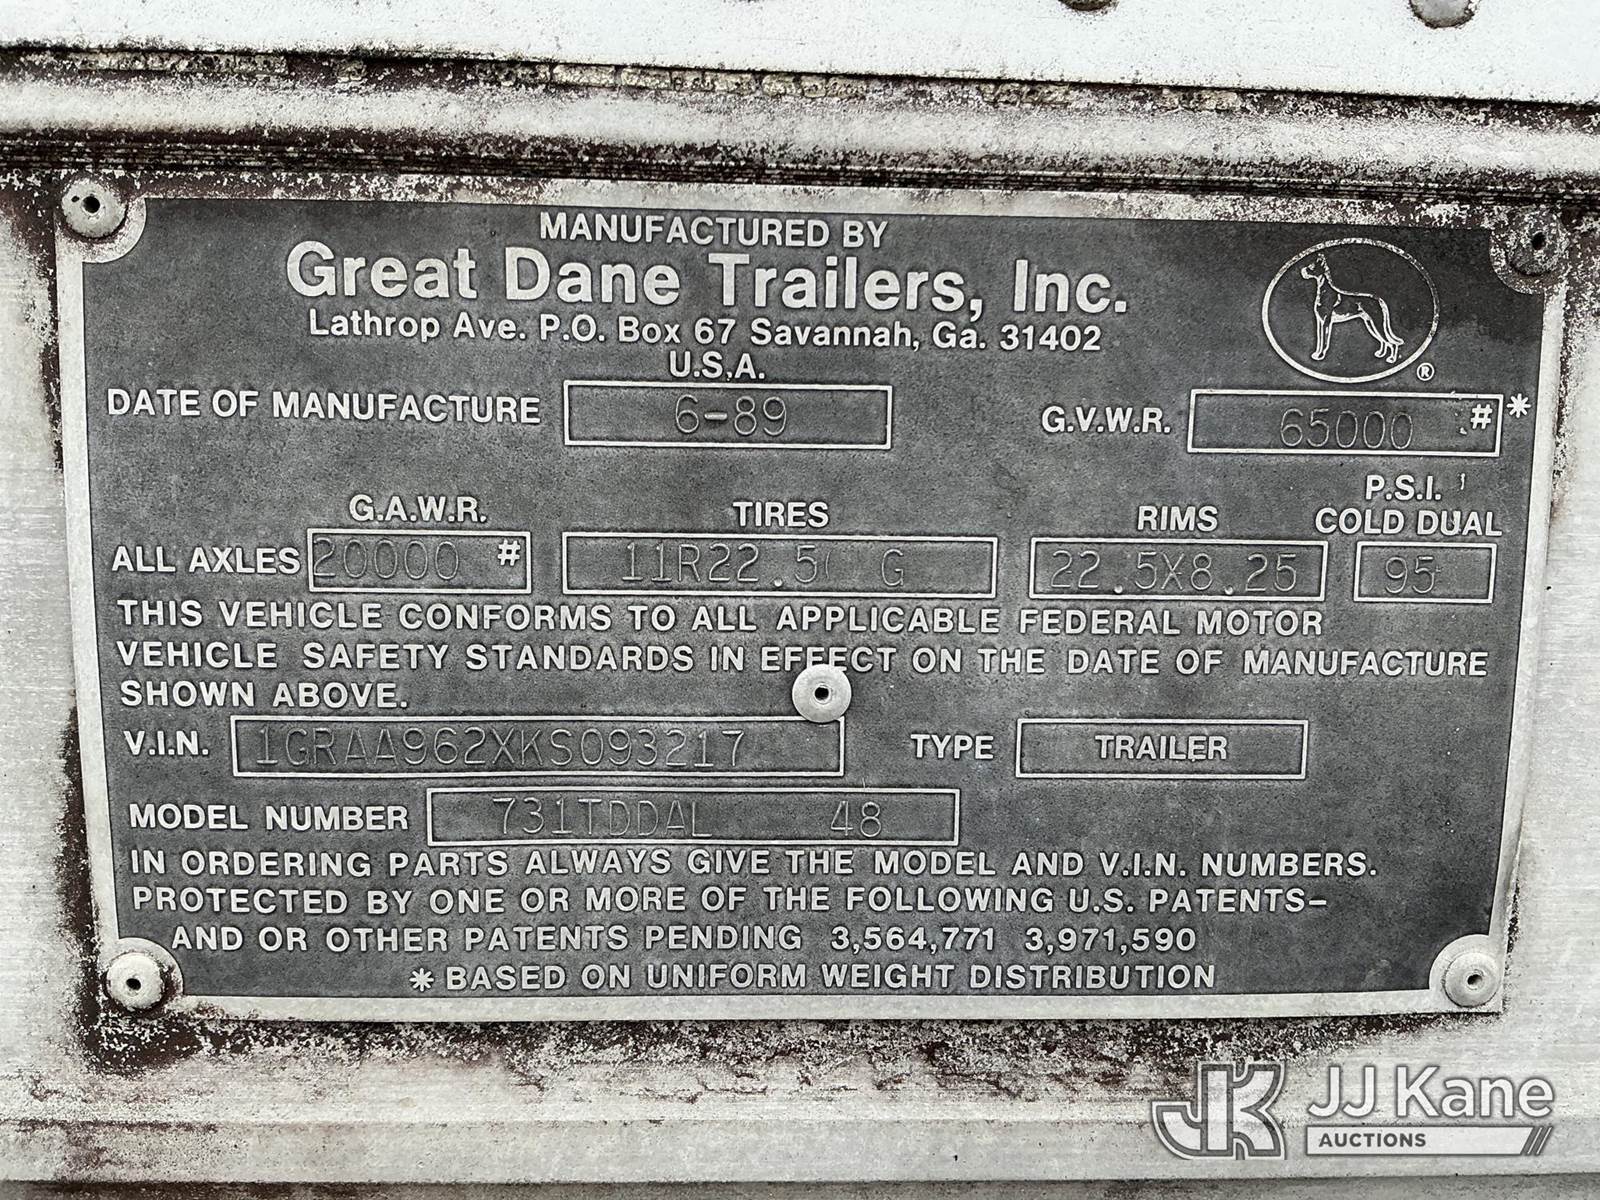 MANUFACTURED BY
Great Dane Trailers, Inc.
Lathrop Ave. P.O. Box 67 Savannah, Ga. 31402
U.S.A.
®
DATE OF MANUFACTURE 6-89 G.V.W.R. 65000 #*
G.A.W.R. TIRES RIMS P.S.I. COLD DUAL
ALL AXLES 20000 # 11R22.5 G 22.5X8.25 95
THIS VEHICLE CONFORMS TO ALL APPLICABLE FEDERAL MOTOR
VEHICLE SAFETY STANDARDS IN EFFECT ON THE DATE OF MANUFACTURE
SHOWN ABOVE.
V.I.N. 1GRAA962XKS093217 TYPE TRAILER
MODEL NUMBER 731TDDAL 48
IN ORDERING PARTS ALWAYS GIVE THE MODEL AND V.I.N. NUMBERS.
PROTECTED BY ONE OR MORE OF THE FOLLOWING U.S. PATENTS-
AND OR OTHER PATENTS PENDING 3,564,771 3,971,590
* BASED ON UNIFORM WEIGHT DISTRIBUTION
JK JJ Kane
AUCTIONS